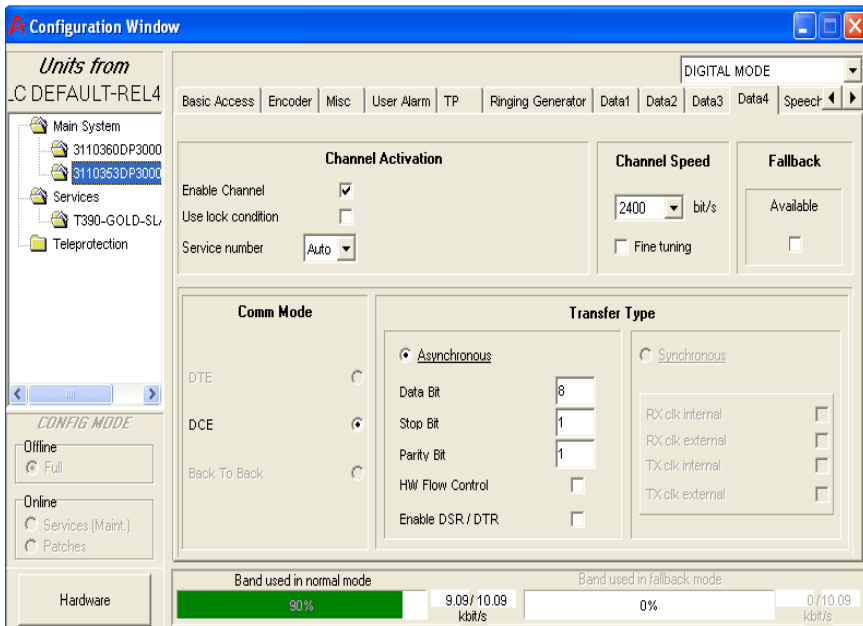 Configuration Window
Units from
LC DEFAULT-REL4
Main System
3110360DP3000
3110353DP3000
Services
T390-GOLD-SL
Teleprotection
CONFIG MODE
Offline
Full
Online
Services (Maint.)
Patches
Hardware
DIGITAL MODE
Basic Access Encoder Misc User Alarm TP Ringing Generator Data1 Data2 Data3 Data4 Speech
Channel Activation
Enable Channel
Use lock condition
Service number Auto
Channel Speed
2400 bit/s
Fine tuning
Fallback
Available
Comm Mode
DTE
DCE
Back To Back
Transfer Type
Asynchronous
Data Bit 8
Stop Bit 1
Parity Bit 1
HW Flow Control
Enable DSR / DTR
Synchronous
RX clk internal
RX clk external
TX clk internal
TX clk external
Band used in normal mode
90%
9.09/10.09
kbit/s
Band used in fallback mode
0%
0/10.09
kbit/s